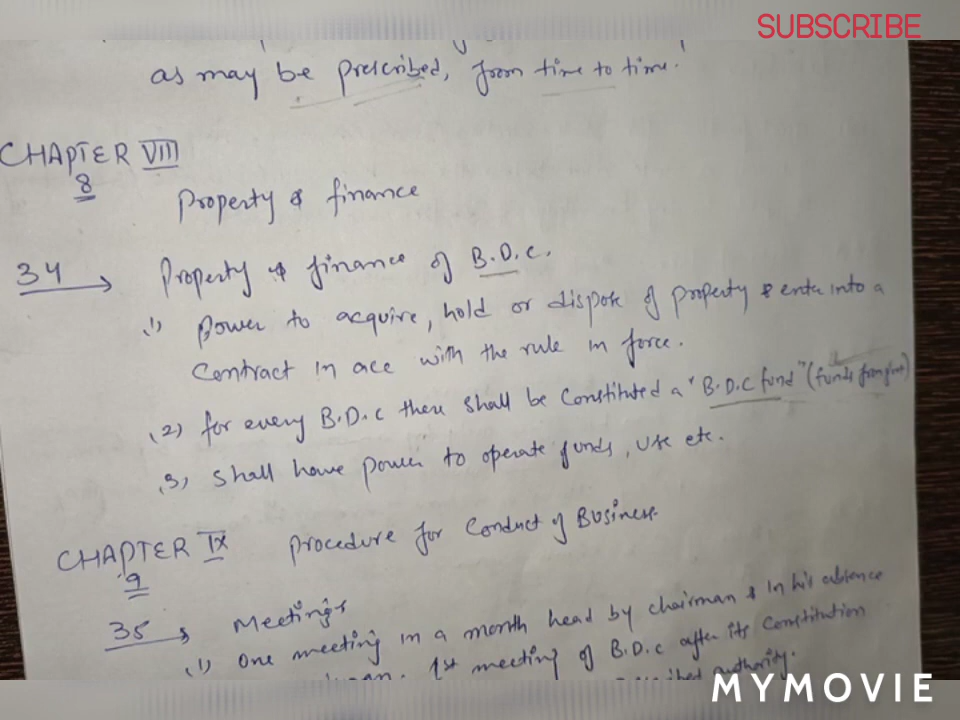 SUBSCRIBE
as may be prescribed, from time to time.
CHAPTER VIII
8
Property & finance
34 → Property & finance of B.D.C.
(1) power to acquire, hold or dispose of property & enter into a
Contract in acc with the rule in force.
(2) for every B.D.C there shall be Constituted a "B.D.C fund" (funds from govt)
(3) shall have power to operate funds, use etc.
CHAPTER IX Procedure for Conduct of Business.
9
35 → Meetings
(1) One meeting in a month head by chairman & in his absence
1st meeting of B.D.C after its Constitution
authority.
MYMOVIE